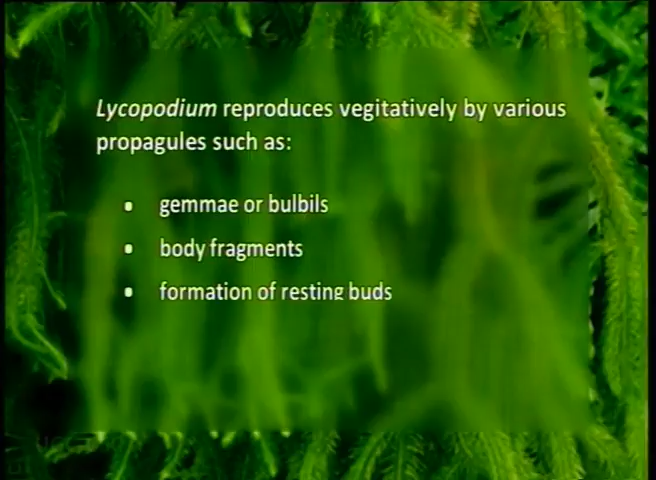 Lycopodium reproduces vegitatively by various
propagules such as:
• gemmae or bulbils
• body fragments
• formation of resting buds